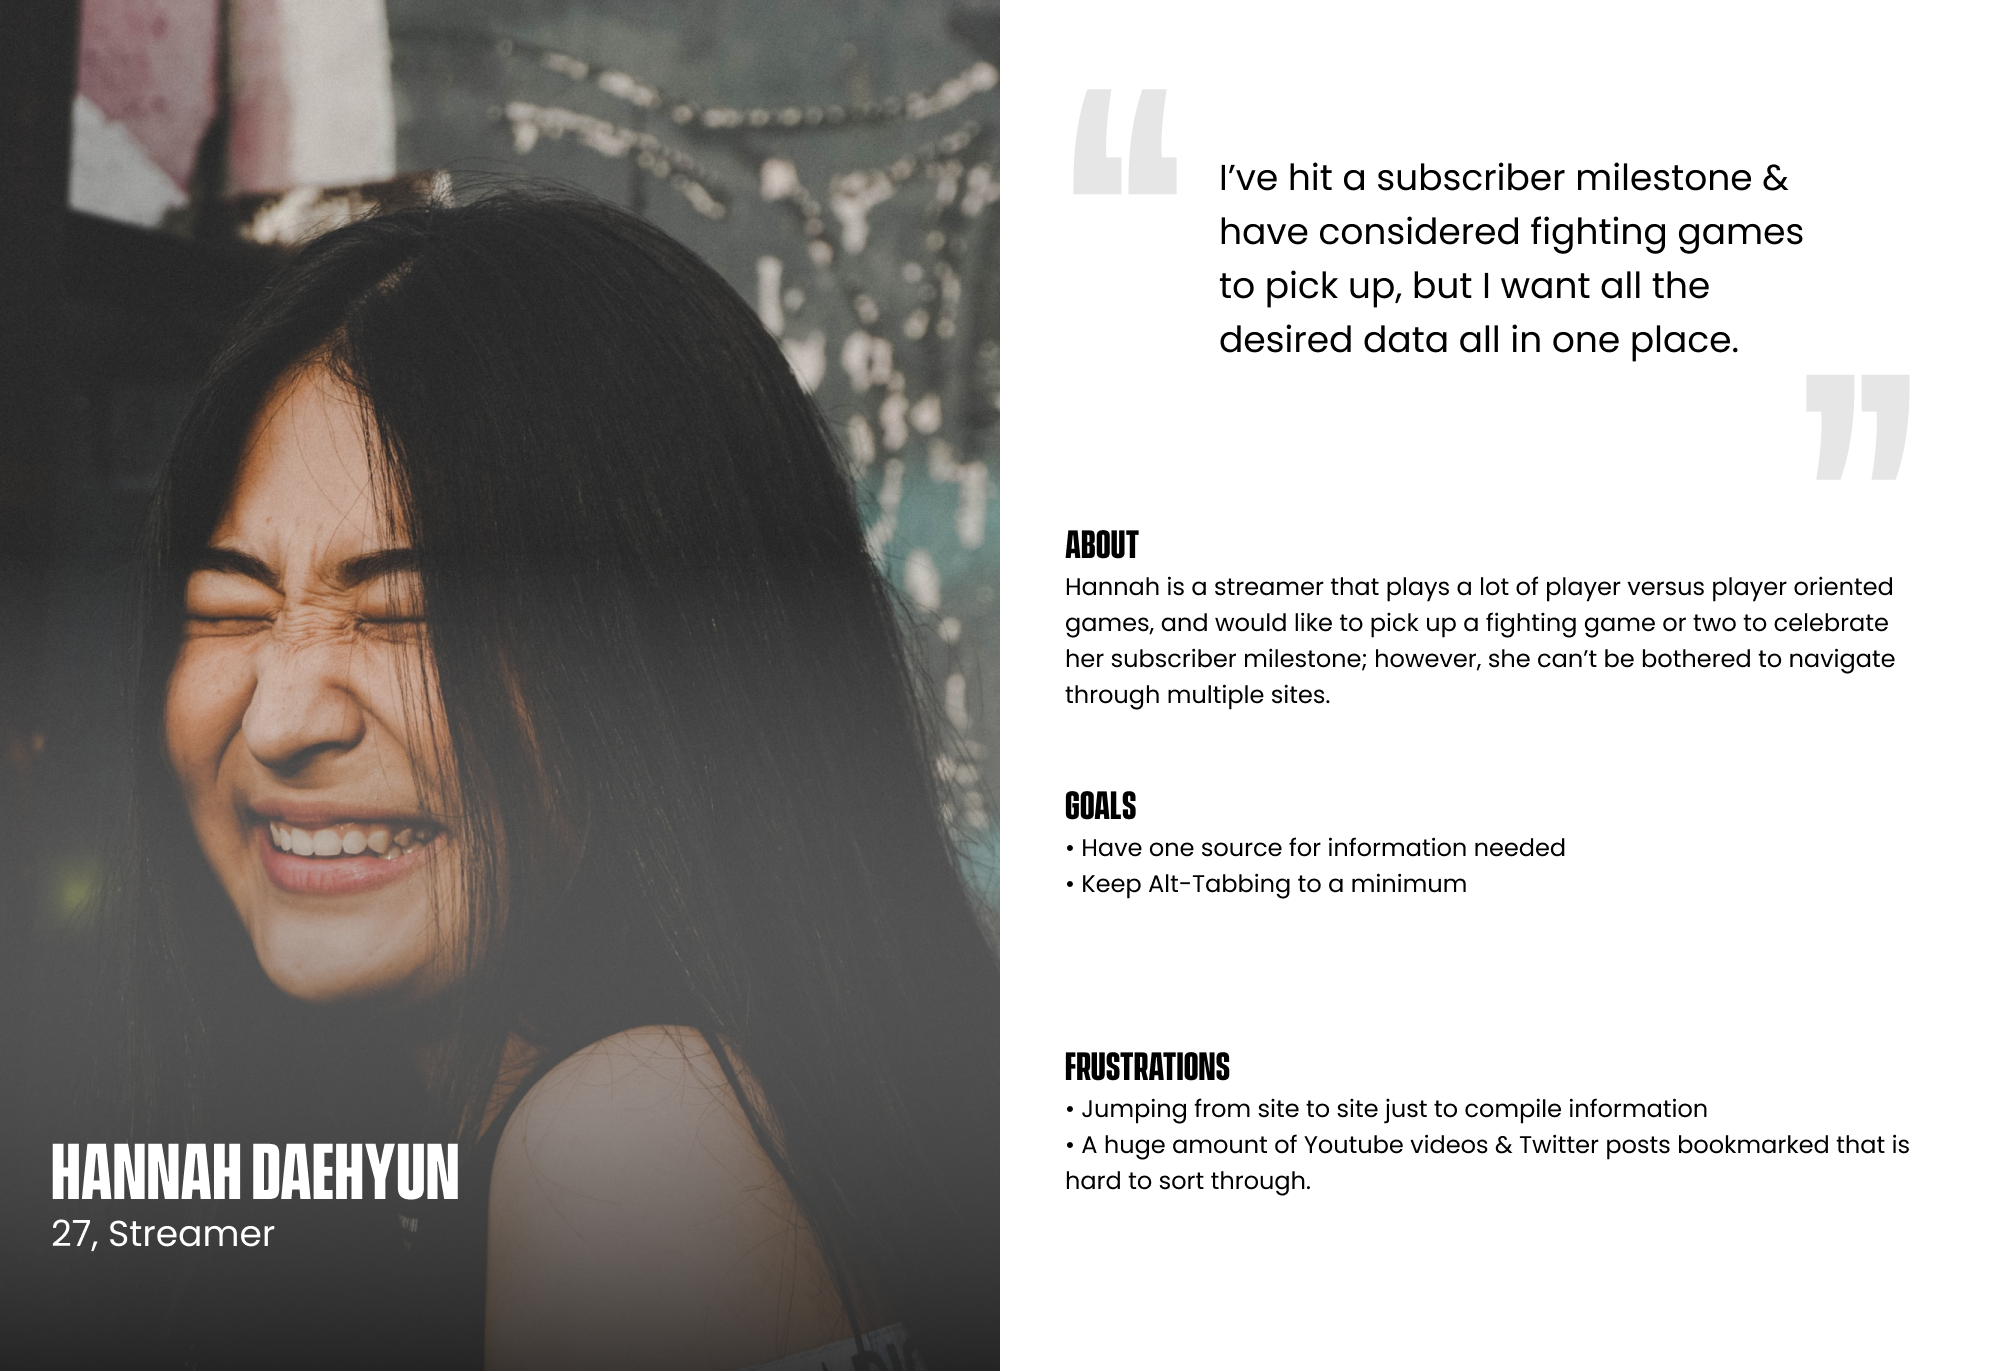 “
I’ve hit a subscriber milestone &
have considered fighting games
to pick up, but I want all the
desired data all in one place.
”
ABOUT
Hannah is a streamer that plays a lot of player versus player oriented
games, and would like to pick up a fighting game or two to celebrate
her subscriber milestone; however, she can’t be bothered to navigate
through multiple sites.
GOALS
• Have one source for information needed
• Keep Alt-Tabbing to a minimum
FRUSTRATIONS
• Jumping from site to site just to compile information
• A huge amount of Youtube videos & Twitter posts bookmarked that is
hard to sort through.
HANNAH DAEHYUN
27, Streamer